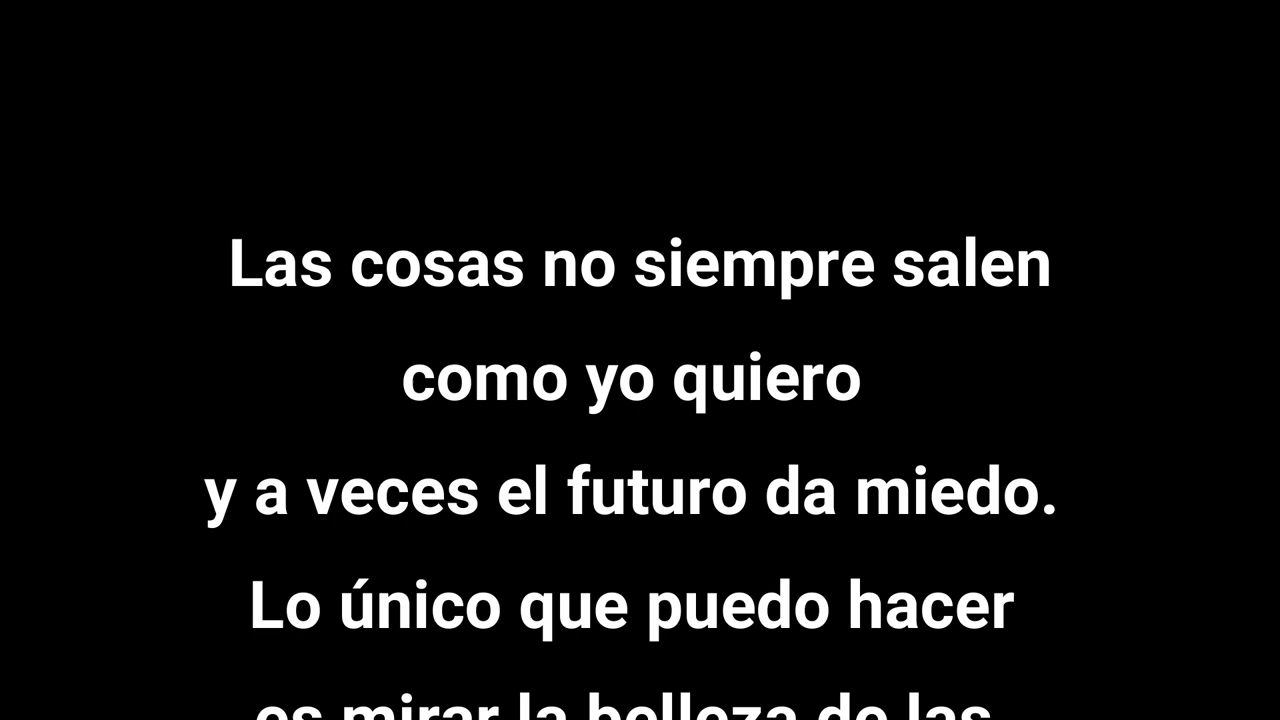 Las cosas no siempre salen
como yo quiero
y a veces el futuro da miedo.
Lo único que puedo hacer
es mirar la belleza de las